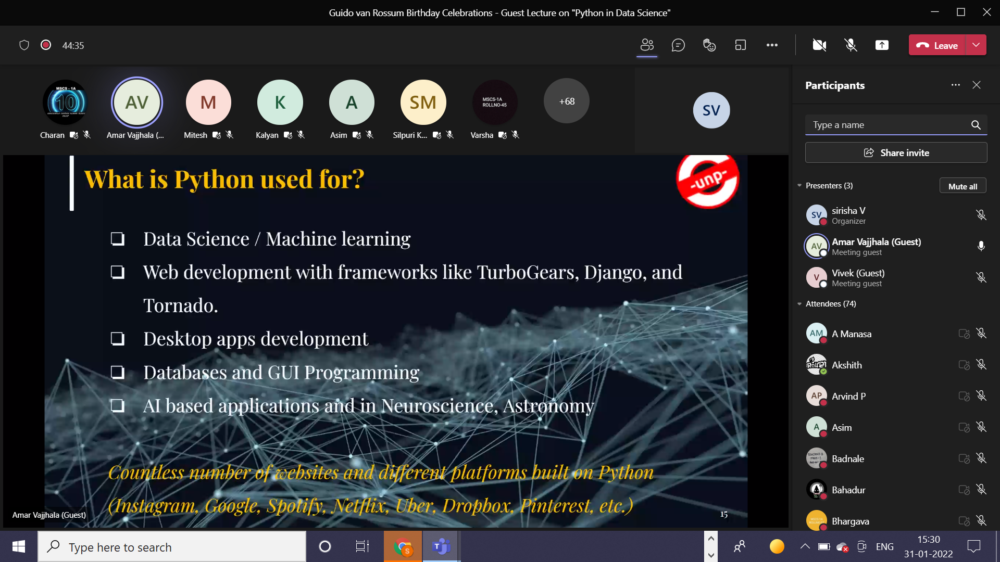 Guido van Rossum Birthday Celebrations - Guest Lecture on "Python in Data Science"
44:35
Leave
MSCS - 1A
10
AV
M
K
A
SM
MSCS-1A
ROLLNO-45
+68
SV
Charan
Amar Vajjhala (...
Mitesh
Kalyan
Asim
Silpuri K...
Varsha
What is Python used for?
-unp-
❏ Data Science / Machine learning
❏ Web development with frameworks like TurboGears, Django, and
Tornado.
❏ Desktop apps development
❏ Databases and GUI Programming
❏ AI based applications and in Neuroscience, Astronomy
Countless number of websites and different platforms built on Python
(Instagram, Google, Spotify, Netflix, Uber, Dropbox, Pinterest, etc.)
15
Amar Vajjhala (Guest)
Participants
Type a name
Share invite
Presenters (3)
Mute all
SV
sirisha V
Organizer
AV
Amar Vajjhala (Guest)
Meeting guest
V
Vivek (Guest)
Meeting guest
Attendees (74)
AM
A Manasa
Akshith
AP
Arvind P
A
Asim
Badnale
Bahadur
Bhargava
Type here to search
S
T
ENG
15:30
31-01-2022